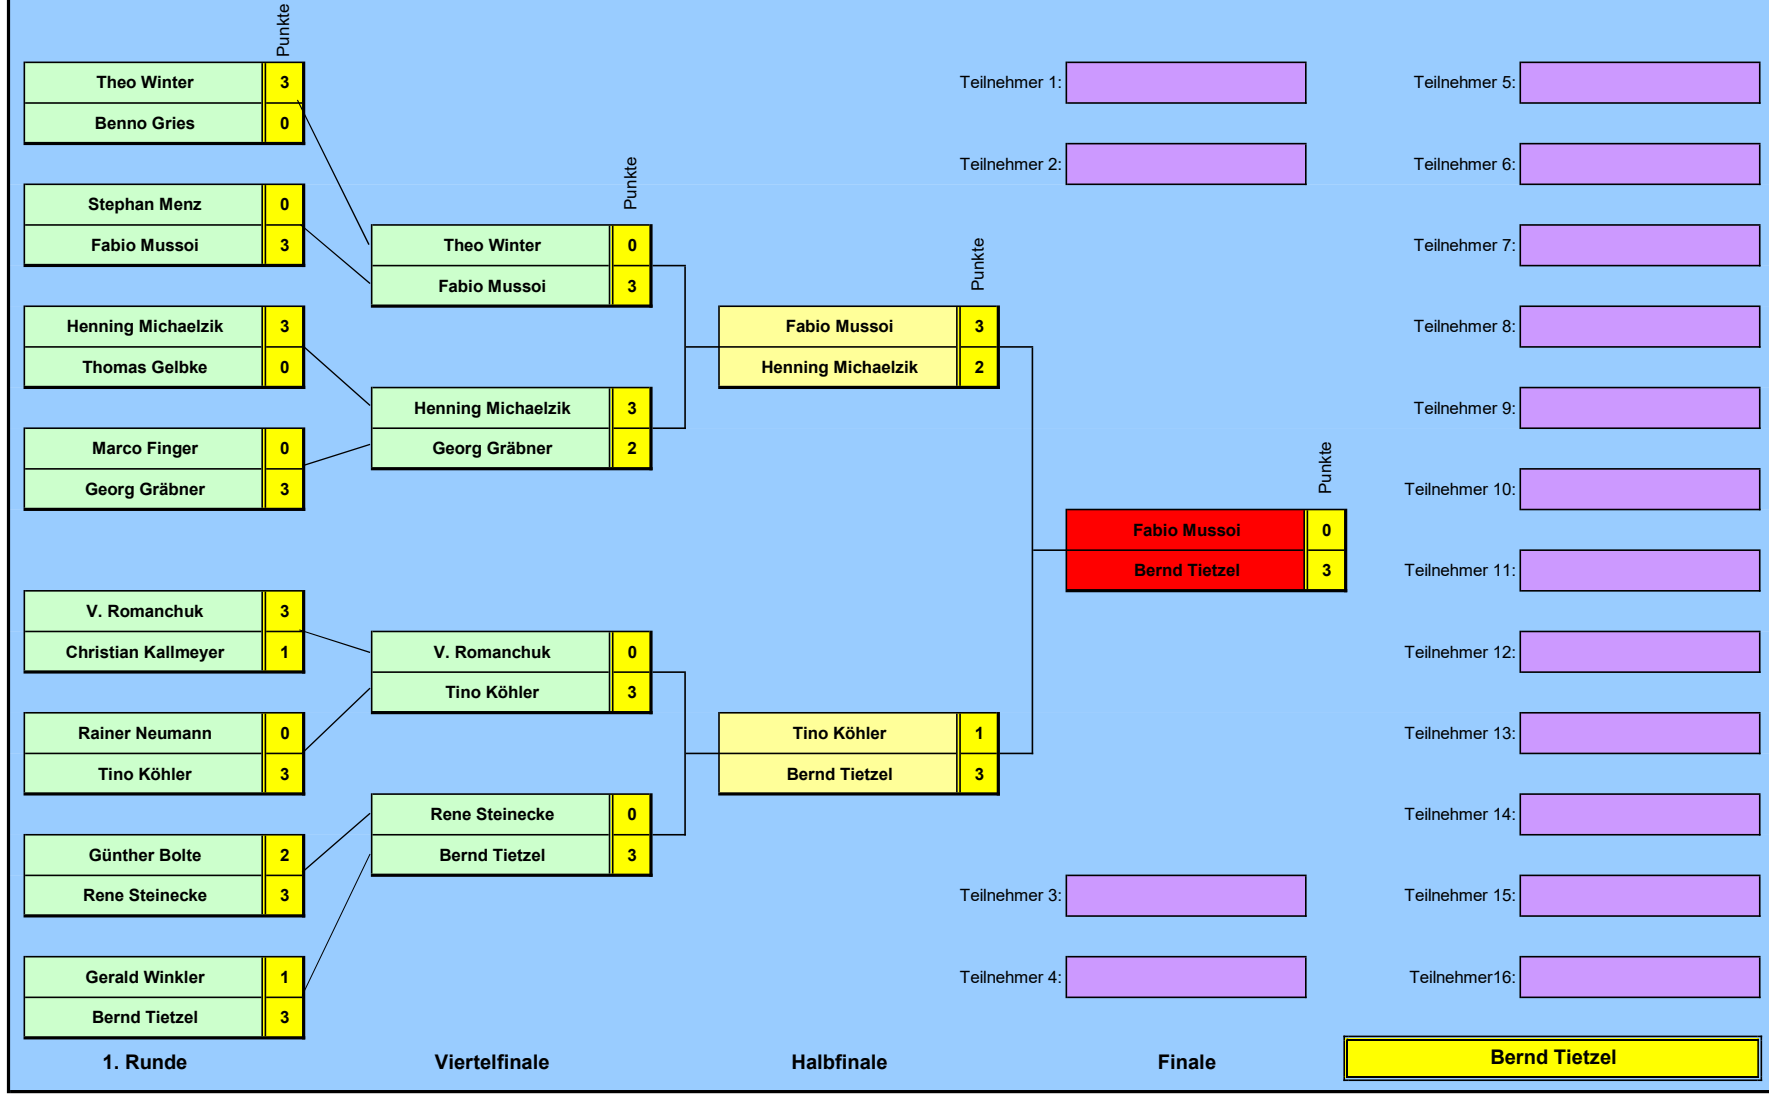 Punkte
Theo Winter 3
Benno Gries 0
Stephan Menz 0
Fabio Mussoi 3
Henning Michaelzik 3
Thomas Gelbke 0
Marco Finger 0
Georg Gräbner 3
V. Romanchuk 3
Christian Kallmeyer 1
Rainer Neumann 0
Tino Köhler 3
Günther Bolte 2
Rene Steinecke 3
Gerald Winkler 1
Bernd Tietzel 3
1. Runde
Punkte
Theo Winter 0
Fabio Mussoi 3
Henning Michaelzik 3
Georg Gräbner 2
V. Romanchuk 0
Tino Köhler 3
Rene Steinecke 0
Bernd Tietzel 3
Viertelfinale
Punkte
Fabio Mussoi 3
Henning Michaelzik 2
Tino Köhler 1
Bernd Tietzel 3
Halbfinale
Teilnehmer 1:
Teilnehmer 2:
Punkte
Fabio Mussoi 0
Bernd Tietzel 3
Teilnehmer 3:
Teilnehmer 4:
Finale
Teilnehmer 5:
Teilnehmer 6:
Teilnehmer 7:
Teilnehmer 8:
Teilnehmer 9:
Teilnehmer 10:
Teilnehmer 11:
Teilnehmer 12:
Teilnehmer 13:
Teilnehmer 14:
Teilnehmer 15:
Teilnehmer16:
Bernd Tietzel